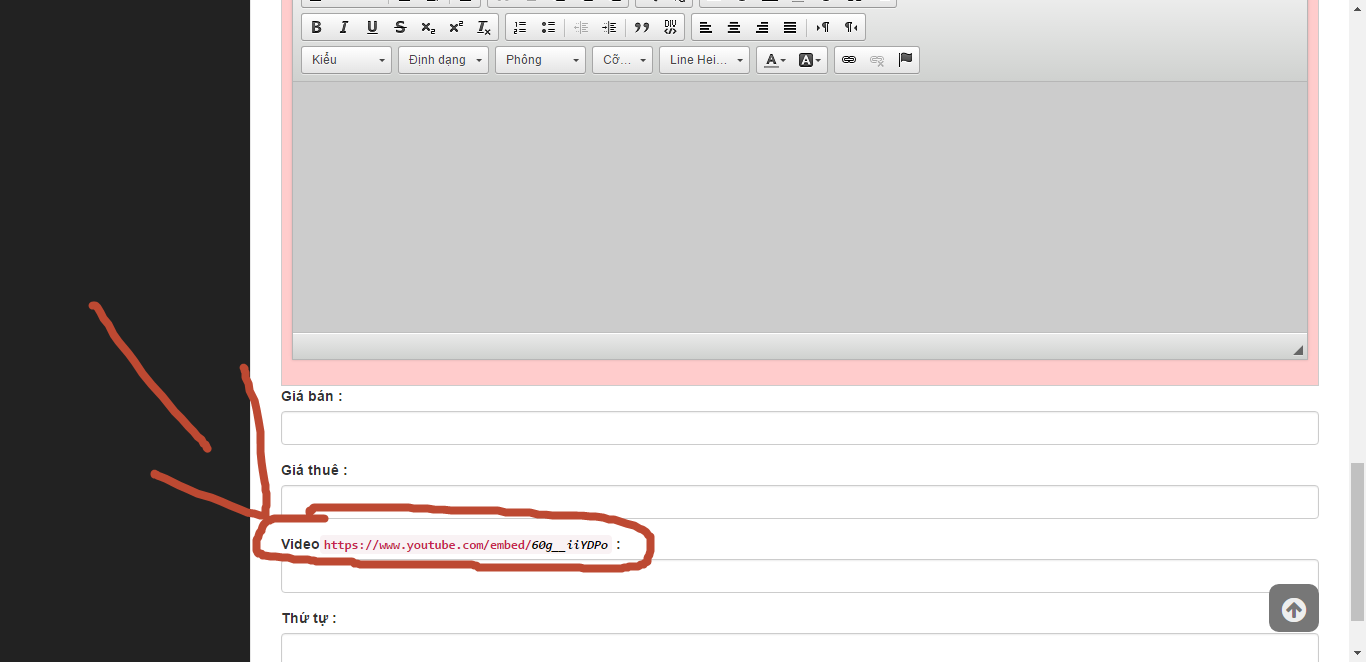 Kiểu Định dạng Phông Cỡ... Line Hei...
Giá bán :
Giá thuê :
Video https://www.youtube.com/embed/60g__iiYDPo :
Thứ tự :